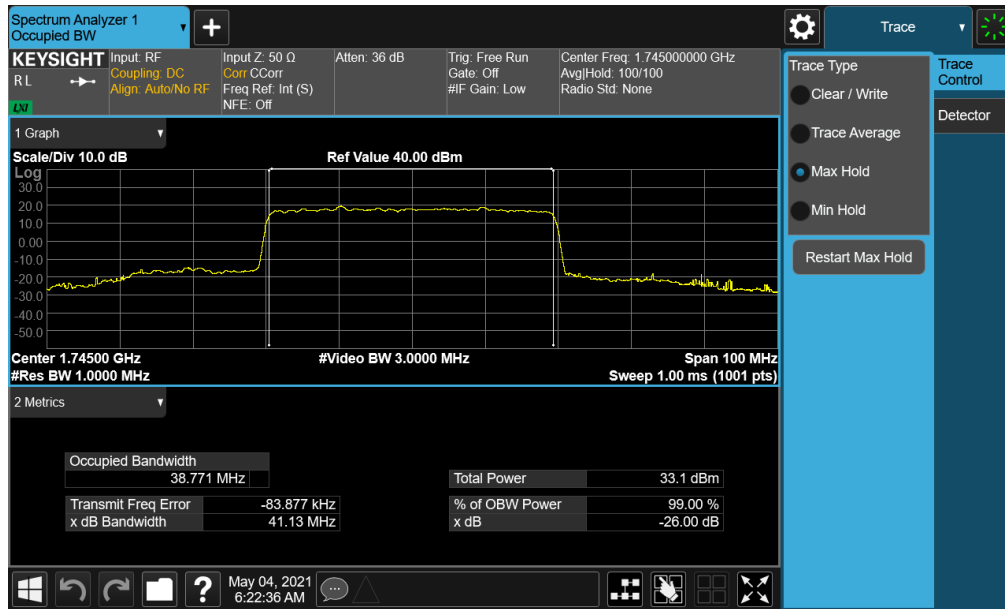 Spectrum Analyzer 1
Occupied BW
Trace
KEYSIGHT
R L
LXI
Input: RF
Coupling: DC
Align: Auto/No RF
Input Z: 50 Ω
Corr CCorr
Freq Ref: Int (S)
NFE: Off
Atten: 36 dB
Trig: Free Run
Gate: Off
#IF Gain: Low
Center Freq: 1.745000000 GHz
Avg|Hold: 100/100
Radio Std: None
Trace Type
Clear / Write
Trace Average
Max Hold
Min Hold
Restart Max Hold
Trace
Control
Detector
1 Graph
Scale/Div 10.0 dB
Ref Value 40.00 dBm
Log
30.0
20.0
10.0
0.00
-10.0
-20.0
-30.0
-40.0
-50.0
Center 1.74500 GHz
#Video BW 3.0000 MHz
Span 100 MHz
#Res BW 1.0000 MHz
Sweep 1.00 ms (1001 pts)
2 Metrics
Occupied Bandwidth
38.771 MHz
Total Power 33.1 dBm
Transmit Freq Error -83.877 kHz
% of OBW Power 99.00 %
x dB Bandwidth 41.13 MHz
x dB -26.00 dB
?
May 04, 2021
6:22:36 AM